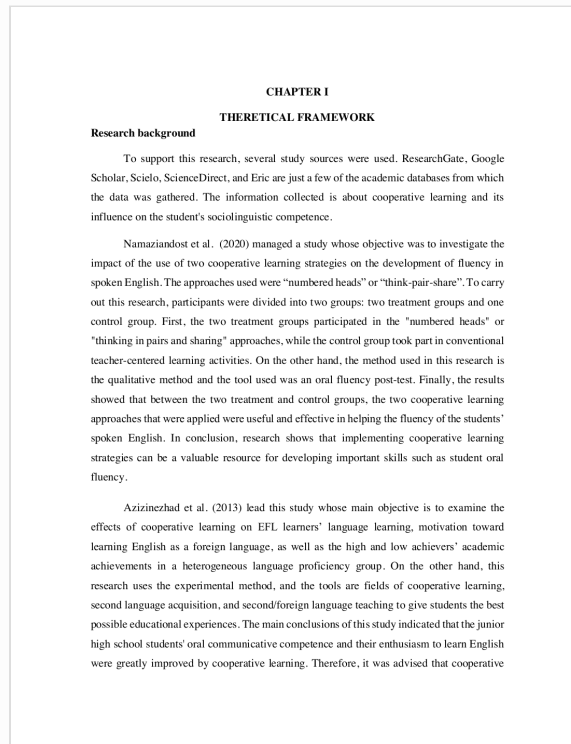 CHAPTER I
THERETICAL FRAMEWORK
Research background
To support this research, several study sources were used. ResearchGate, Google
Scholar, Scielo, ScienceDirect, and Eric are just a few of the academic databases from which
the data was gathered. The information collected is about cooperative learning and its
influence on the student's sociolinguistic competence.
Namaziandost et al. (2020) managed a study whose objective was to investigate the
impact of the use of two cooperative learning strategies on the development of fluency in
spoken English. The approaches used were “numbered heads” or “think-pair-share”. To carry
out this research, participants were divided into two groups: two treatment groups and one
control group. First, the two treatment groups participated in the "numbered heads" or
"thinking in pairs and sharing" approaches, while the control group took part in conventional
teacher-centered learning activities. On the other hand, the method used in this research is
the qualitative method and the tool used was an oral fluency post-test. Finally, the results
showed that between the two treatment and control groups, the two cooperative learning
approaches that were applied were useful and effective in helping the fluency of the students’
spoken English. In conclusion, research shows that implementing cooperative learning
strategies can be a valuable resource for developing important skills such as student oral
fluency.
Azizinezhad et al. (2013) lead this study whose main objective is to examine the
effects of cooperative learning on EFL learners’ language learning, motivation toward
learning English as a foreign language, as well as the high and low achievers’ academic
achievements in a heterogeneous language proficiency group. On the other hand, this
research uses the experimental method, and the tools are fields of cooperative learning,
second language acquisition, and second/foreign language teaching to give students the best
possible educational experiences. The main conclusions of this study indicated that the junior
high school students' oral communicative competence and their enthusiasm to learn English
were greatly improved by cooperative learning. Therefore, it was advised that cooperative